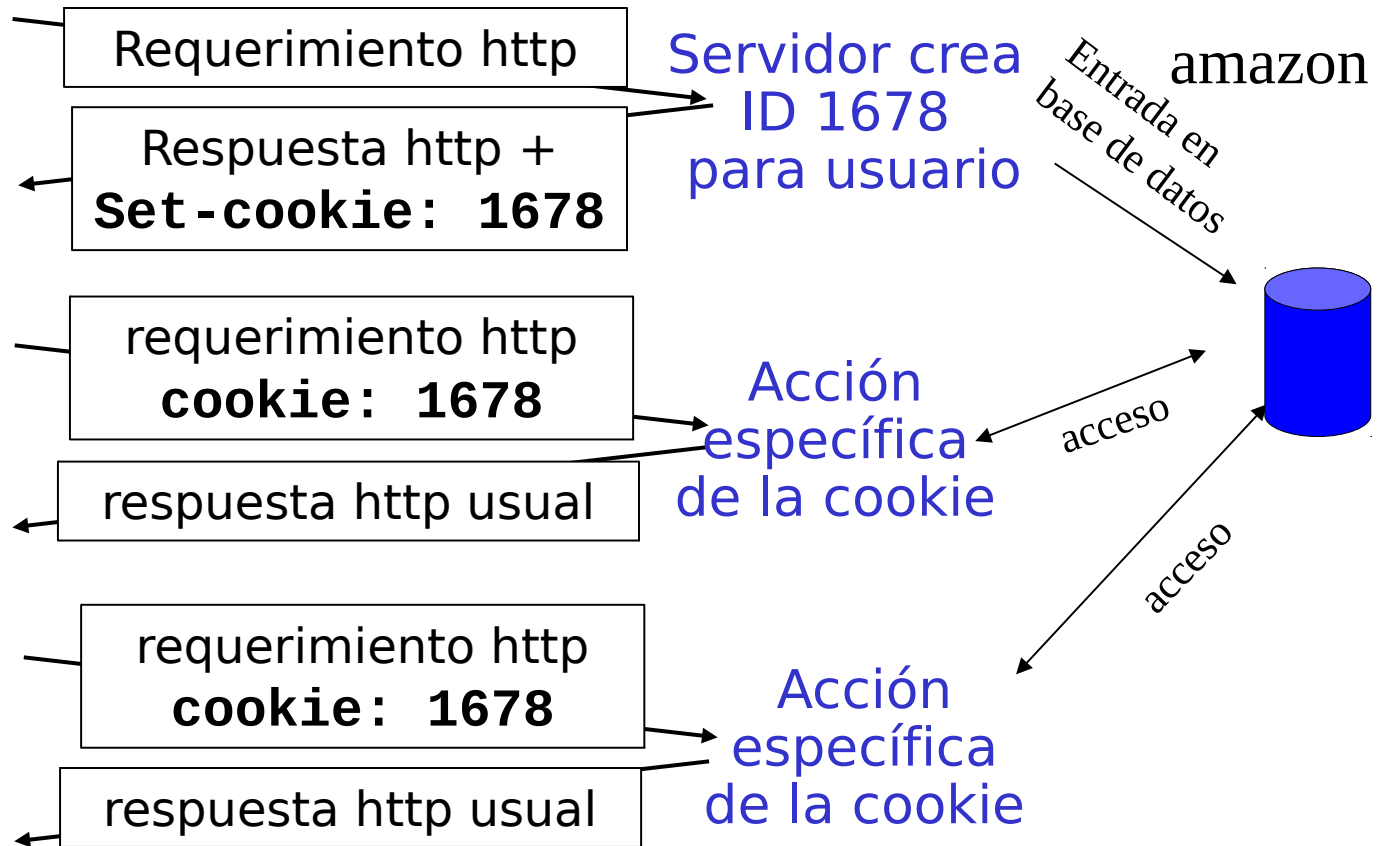 Requerimiento http
Respuesta http +
Set-cookie: 1678
Servidor crea
ID 1678
para usuario
Entrada en
base de datos
amazon
requerimiento http
cookie: 1678
respuesta http usual
Acción
específica
de la cookie
acceso
acceso
requerimiento http
cookie: 1678
respuesta http usual
Acción
específica
de la cookie